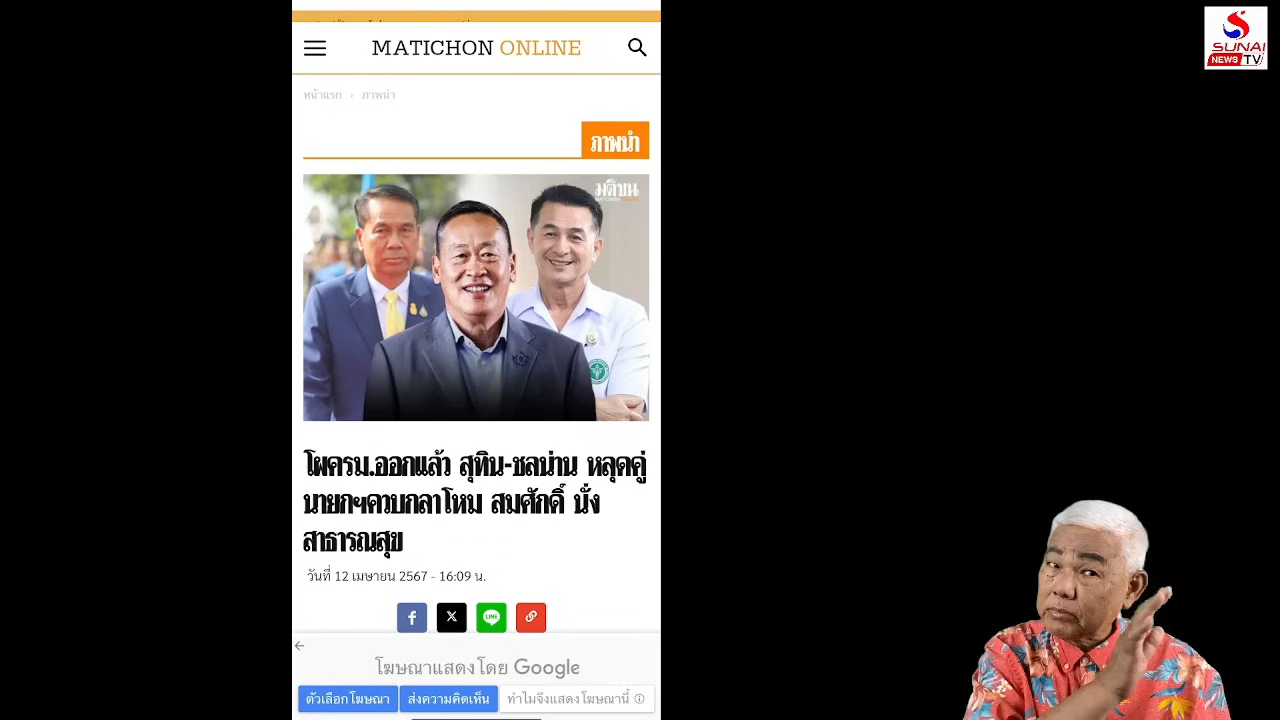 MATICHON ONLINE
SUNAI
NEWS TV
หน้าแรก › ภาพนำ
ภาพนำ
มติชน
โผครม.ออกแล้ว สุทิน-ชลน่าน หลุดคู่
นายกฯควบกลาโหม สมศักดิ์ นั่ง
สาธารณสุข
วันที่ 12 เมษายน 2567 - 16:09 น.
LINE
โฆษณาแสดงโดย Google
ตัวเลือกโฆษณา ส่งความคิดเห็น ทำไมจึงแสดงโฆษณานี้